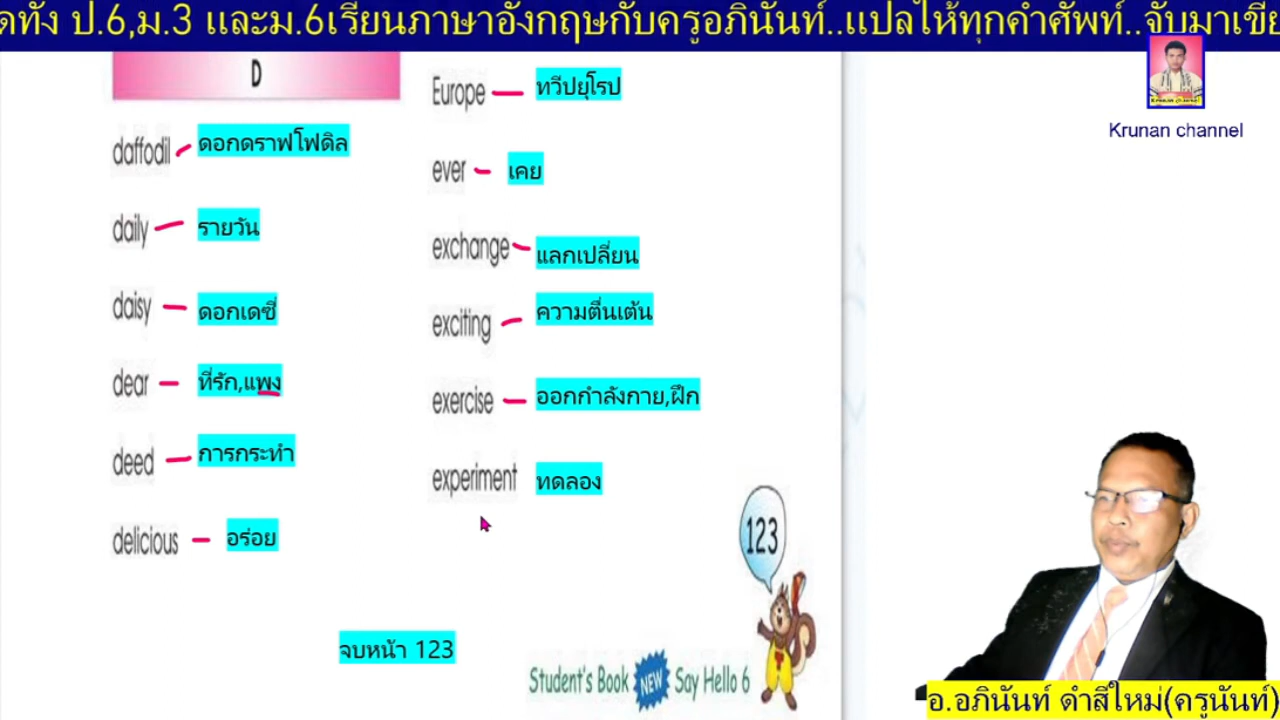 ดทั้ง ป.6,ม.3 และม.6เรียนภาษาอังกฤษกับครูอภินันท์..แปลให้ทุกคำศัพท์..จับมาเขี
Krunan channel
D
daffodil ดอกดราฟโฟดิล
daily รายวัน
daisy ดอกเดซี่
dear ที่รัก,แพง
deed การกระทำ
delicious อร่อย
Europe ทวีปยุโรป
ever เคย
exchange แลกเปลี่ยน
exciting ความตื่นเต้น
exercise ออกกำลังกาย,ฝึก
experiment ทดลอง
123
จบหน้า 123
Student's Book NEW Say Hello 6
อ.อภินันท์ ดำสีใหม่(ครูนันท์)